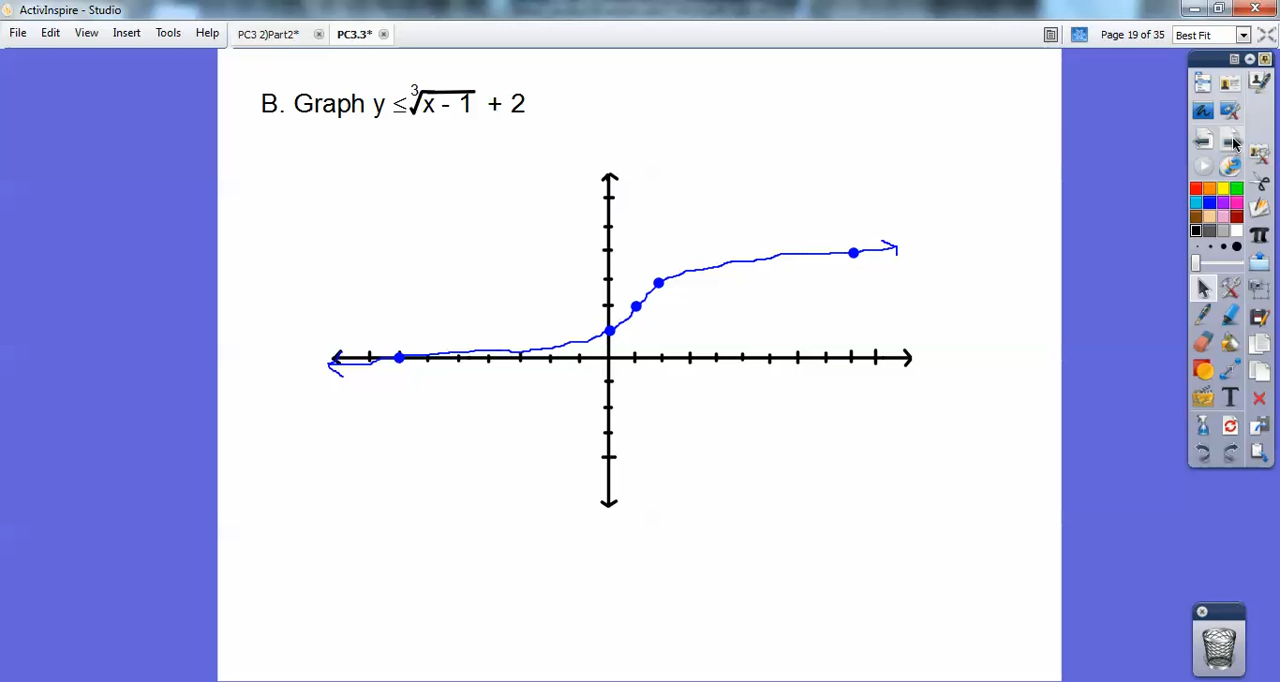 ActivInspire - Studio
File Edit View Insert Tools Help
PC3 2)Part2* PC3.3*
Page 19 of 35 Best Fit
B. Graph y ≤ ∛x - 1 + 2
T